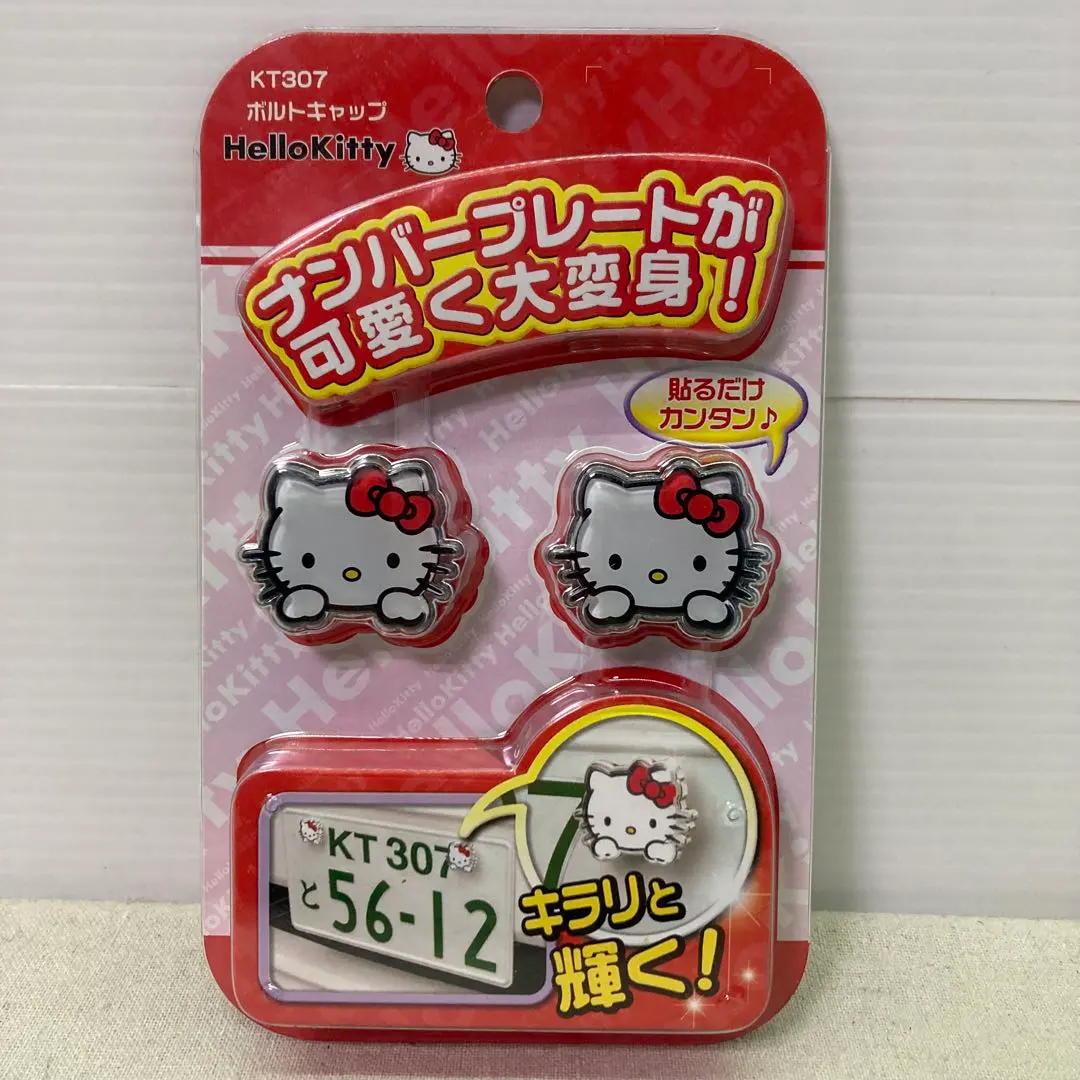 KT307
ボルトキャップ
HelloKitty
ナンバープレートが
可愛く大変身!
貼るだけ
カンタン♪
KT 307
と 56-12
7
キラリと
輝く!